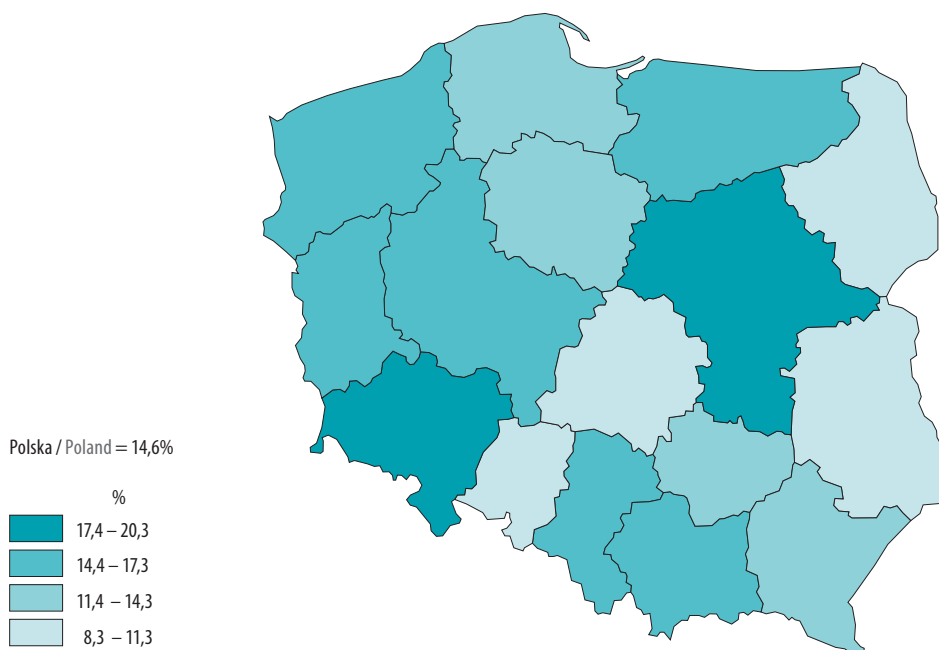 Polska / Poland = 14,6%
%
17,4 – 20,3
14,4 – 17,3
11,4 – 14,3
8,3 – 11,3